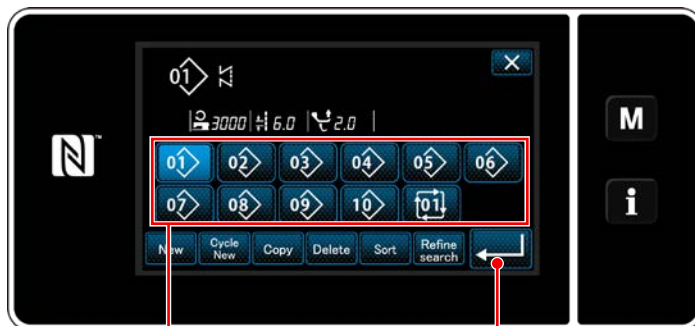 01
3000 6.0 2.0
M
N
01 02 03 04 05 06
07 08 09 10 01
i
New Cycle New Copy Delete Sort Refine search